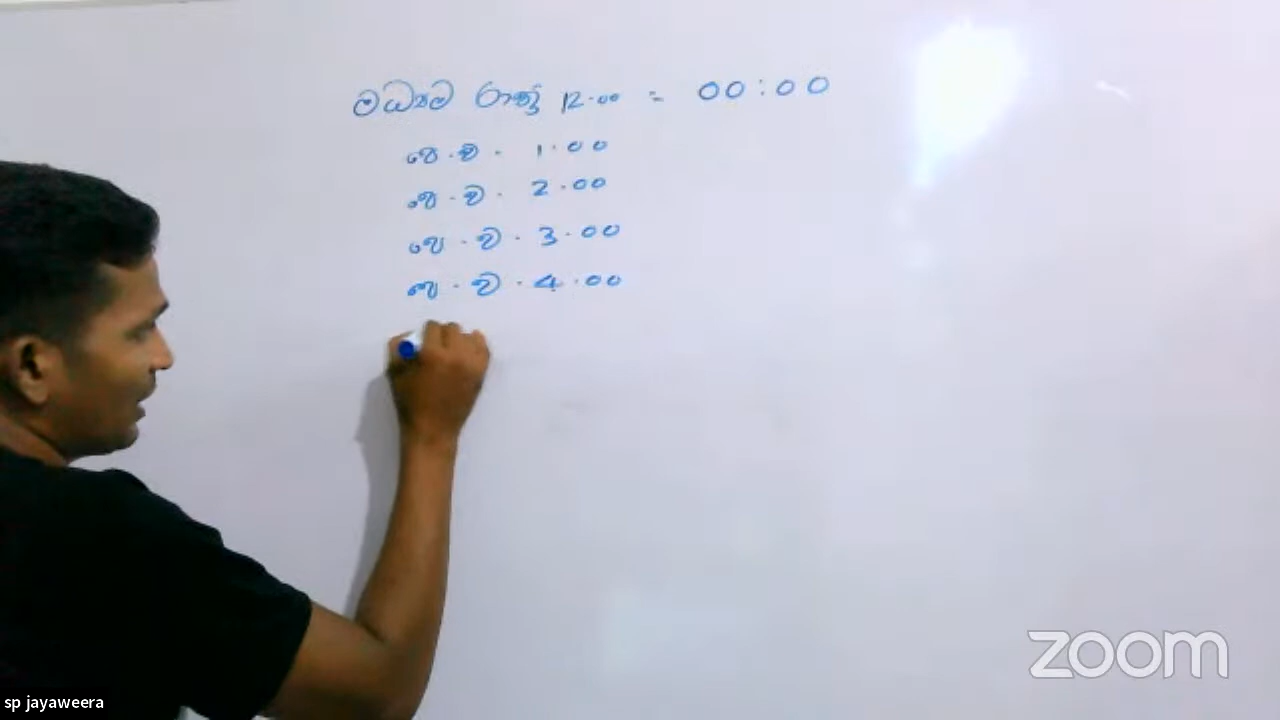 මධ්‍යම රාත්‍රී 12.00 = 00:00
පෙ.ව. 1.00
පෙ.ව. 2.00
පෙ.ව. 3.00
පෙ.ව. 4.00
zoom
sp jayaweera